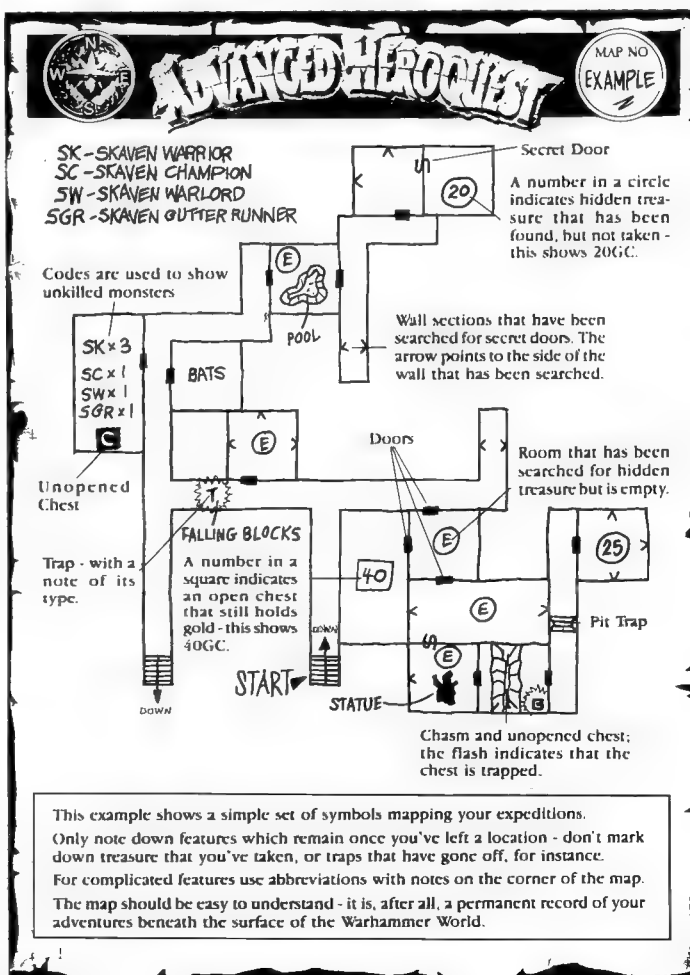 N
W
E
S
ADVANCED HEROQUEST
MAP NO
EXAMPLE
SK-SKAVEN WARRIOR
SC-SKAVEN CHAMPION
SW-SKAVEN WARLORD
SGR-SKAVEN GUTTER RUNNER
Secret Door
20
A number in a circle
indicates hidden trea-
sure that has been
found, but not taken -
this shows 20GC.
Codes are used to show
unkilled monsters
E
POOL
Wall sections that have been
searched for secret doors. The
arrow points to the side of the
wall that has been searched.
SK x 3
SC x 1
SW x 1
SGR x 1
C
BATS
E
Unopened
Chest
Doors
Room that has been
searched for hidden
treasure but is empty.
T
FALLING BLOCKS
Trap - with a
note of its
type.
A number in a
square indicates
an open chest
that still holds
gold - this shows
40GC.
40
E
25
E
Pit Trap
S
E
DOWN
START
STATUE
DOWN
Chasm and unopened chest;
the flash indicates that the
chest is trapped.
This example shows a simple set of symbols mapping your expeditions.
Only note down features which remain once you've left a location - don't mark
down treasure that you've taken, or traps that have gone off, for instance.
For complicated features use abbreviations with notes on the corner of the map.
The map should be easy to understand - it is, after all, a permanent record of your
adventures beneath the surface of the Warhammer World.